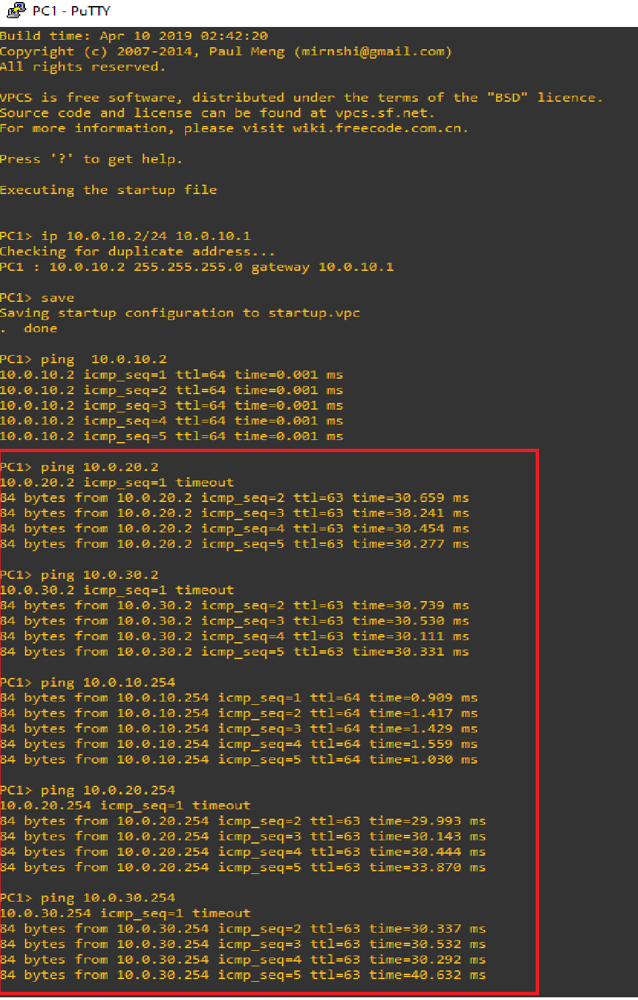 PC1 - PuTTY
Build time: Apr 10 2019 02:42:20
Copyright (c) 2007-2014, Paul Meng (mirnshi@gmail.com)
All rights reserved.
VPCS is free software, distributed under the terms of the "BSD" licence.
Source code and license can be found at vpcs.sf.net.
For more information, please visit wiki.freecode.com.cn.
Press '?' to get help.
Executing the startup file
PC1> ip 10.0.10.2/24 10.0.10.1
Checking for duplicate address...
PC1 : 10.0.10.2 255.255.255.0 gateway 10.0.10.1
PC1> save
Saving startup configuration to startup.vpc
.  done
PC1> ping  10.0.10.2
10.0.10.2 icmp_seq=1 ttl=64 time=0.001 ms
10.0.10.2 icmp_seq=2 ttl=64 time=0.001 ms
10.0.10.2 icmp_seq=3 ttl=64 time=0.001 ms
10.0.10.2 icmp_seq=4 ttl=64 time=0.001 ms
10.0.10.2 icmp_seq=5 ttl=64 time=0.001 ms
PC1> ping 10.0.20.2
10.0.20.2 icmp_seq=1 timeout
84 bytes from 10.0.20.2 icmp_seq=2 ttl=63 time=30.659 ms
84 bytes from 10.0.20.2 icmp_seq=3 ttl=63 time=30.241 ms
84 bytes from 10.0.20.2 icmp_seq=4 ttl=63 time=30.454 ms
84 bytes from 10.0.20.2 icmp_seq=5 ttl=63 time=30.277 ms
PC1> ping 10.0.30.2
10.0.30.2 icmp_seq=1 timeout
84 bytes from 10.0.30.2 icmp_seq=2 ttl=63 time=30.739 ms
84 bytes from 10.0.30.2 icmp_seq=3 ttl=63 time=30.530 ms
84 bytes from 10.0.30.2 icmp_seq=4 ttl=63 time=30.111 ms
84 bytes from 10.0.30.2 icmp_seq=5 ttl=63 time=30.331 ms
PC1> ping 10.0.10.254
84 bytes from 10.0.10.254 icmp_seq=1 ttl=64 time=0.909 ms
84 bytes from 10.0.10.254 icmp_seq=2 ttl=64 time=1.417 ms
84 bytes from 10.0.10.254 icmp_seq=3 ttl=64 time=1.429 ms
84 bytes from 10.0.10.254 icmp_seq=4 ttl=64 time=1.559 ms
84 bytes from 10.0.10.254 icmp_seq=5 ttl=64 time=1.030 ms
PC1> ping 10.0.20.254
10.0.20.254 icmp_seq=1 timeout
84 bytes from 10.0.20.254 icmp_seq=2 ttl=63 time=29.993 ms
84 bytes from 10.0.20.254 icmp_seq=3 ttl=63 time=30.143 ms
84 bytes from 10.0.20.254 icmp_seq=4 ttl=63 time=30.444 ms
84 bytes from 10.0.20.254 icmp_seq=5 ttl=63 time=33.870 ms
PC1> ping 10.0.30.254
10.0.30.254 icmp_seq=1 timeout
84 bytes from 10.0.30.254 icmp_seq=2 ttl=63 time=30.337 ms
84 bytes from 10.0.30.254 icmp_seq=3 ttl=63 time=30.532 ms
84 bytes from 10.0.30.254 icmp_seq=4 ttl=63 time=30.292 ms
84 bytes from 10.0.30.254 icmp_seq=5 ttl=63 time=40.632 ms